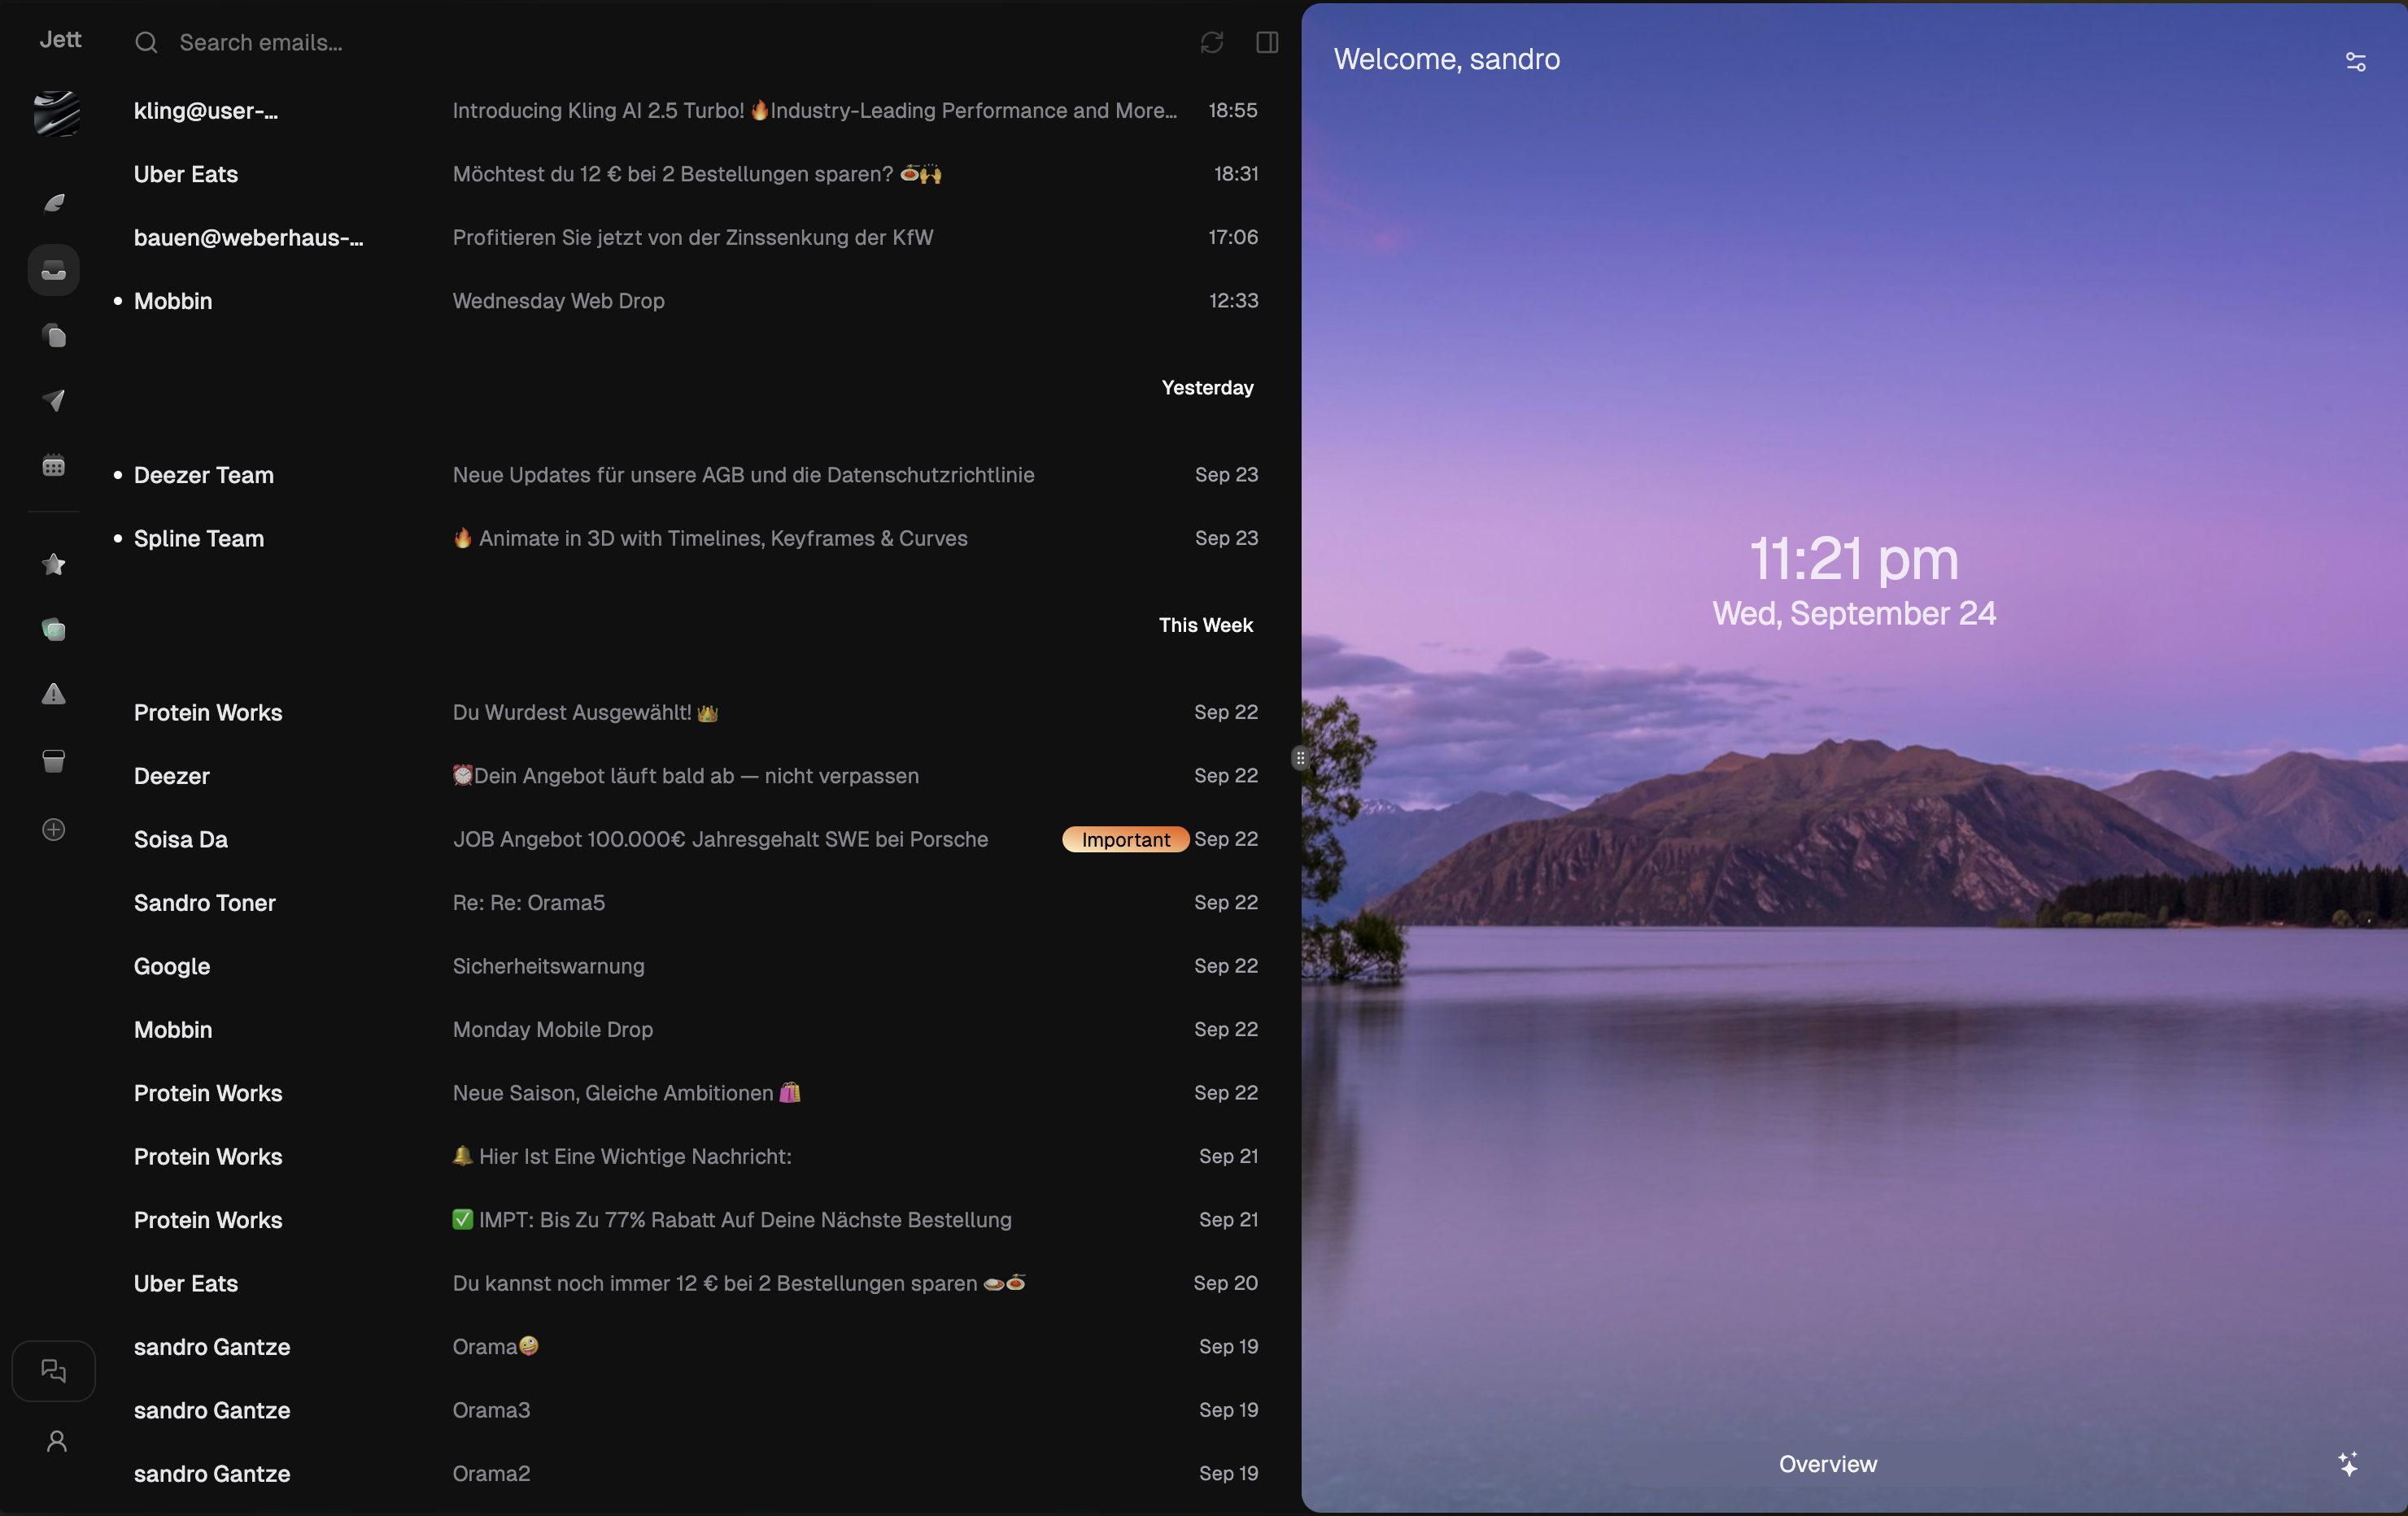 Jett
Search emails...
Welcome, sandro
kling@user-... Introducing Kling AI 2.5 Turbo! 🔥Industry-Leading Performance and More... 18:55
Uber Eats Möchtest du 12 € bei 2 Bestellungen sparen? 🍝🙌 18:31
bauen@weberhaus-... Profitieren Sie jetzt von der Zinssenkung der KfW 17:06
Mobbin Wednesday Web Drop 12:33
Yesterday
Deezer Team Neue Updates für unsere AGB und die Datenschutzrichtlinie Sep 23
Spline Team 🔥 Animate in 3D with Timelines, Keyframes & Curves Sep 23
11:21 pm
Wed, September 24
This Week
Protein Works Du Wurdest Ausgewählt! 👑 Sep 22
Deezer ⏰Dein Angebot läuft bald ab — nicht verpassen Sep 22
Soisa Da JOB Angebot 100.000€ Jahresgehalt SWE bei Porsche Important Sep 22
Sandro Toner Re: Re: Orama5 Sep 22
Google Sicherheitswarnung Sep 22
Mobbin Monday Mobile Drop Sep 22
Protein Works Neue Saison, Gleiche Ambitionen 🛍️ Sep 22
Protein Works 🔔 Hier Ist Eine Wichtige Nachricht: Sep 21
Protein Works ✅ IMPT: Bis Zu 77% Rabatt Auf Deine Nächste Bestellung Sep 21
Uber Eats Du kannst noch immer 12 € bei 2 Bestellungen sparen 🍛🍝 Sep 20
sandro Gantze Orama🤪 Sep 19
sandro Gantze Orama3 Sep 19
sandro Gantze Orama2 Sep 19
Overview